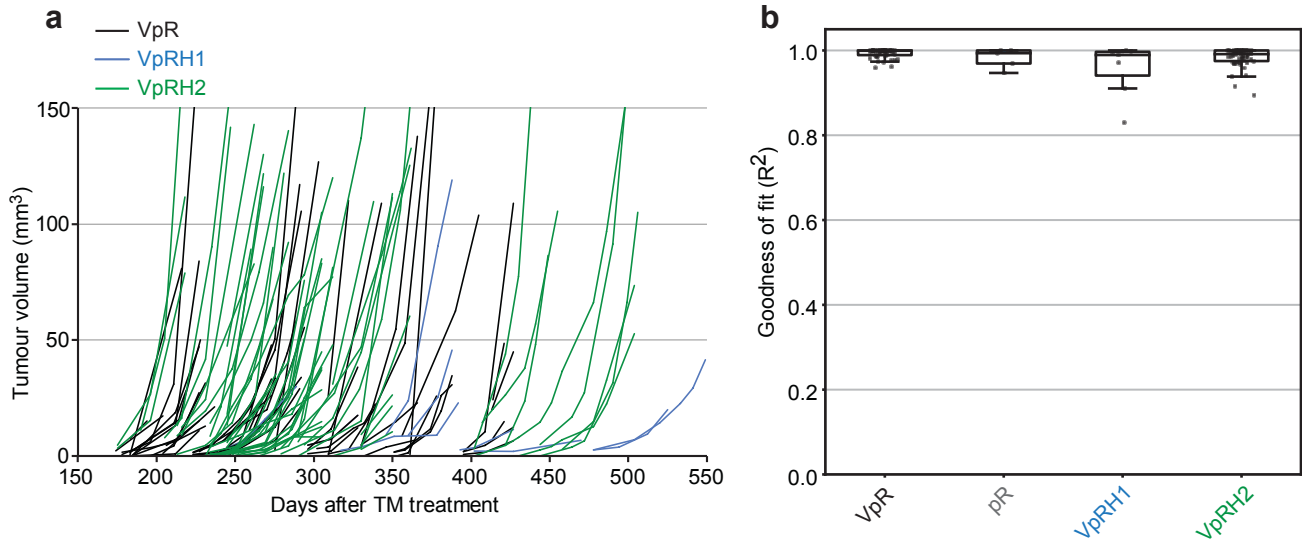 a
VpR
VpRH1
VpRH2
Tumour volume (mm³)
150
100
50
0
150
200
250
300
350
400
450
500
550
Days after TM treatment
b
Goodness of fit (R²)
1.0
0.8
0.6
0.4
0.2
0.0
VpR
pR
VpRH1
VpRH2